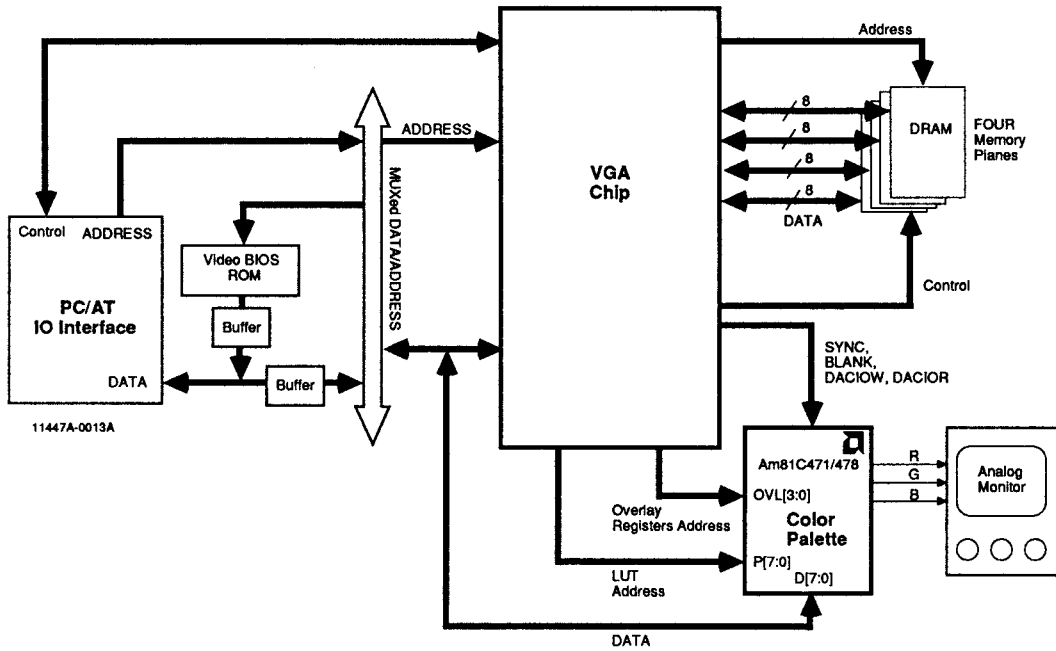 Address
8
8
8
8
DATA
DRAM
FOUR
Memory
Planes
ADDRESS
MUXed DATA/ADDRESS
VGA
Chip
Control
ADDRESS
PC/AT
IO Interface
DATA
Video BIOS
ROM
Buffer
Buffer
11447A-0013A
Control
SYNC,
BLANK,
DACIOW, DACIOR
Am81C471/478
OVL[3:0]
Color
Palette
P[7:0]
D[7:0]
R
G
B
Analog
Monitor
Overlay
Registers Address
LUT
Address
DATA